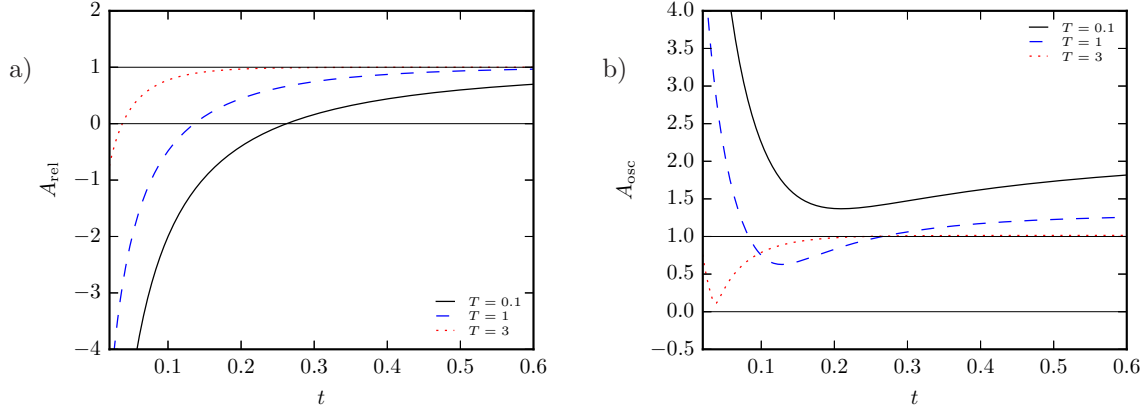 a)
2
1
0
−1
−2
−3
−4
A_rel
0.1 0.2 0.3 0.4 0.5 0.6
t
T = 0.1
T = 1
T = 3
b)
4.0
3.5
3.0
2.5
2.0
1.5
1.0
0.5
0.0
−0.5
A_osc
0.1 0.2 0.3 0.4 0.5 0.6
t
T = 0.1
T = 1
T = 3